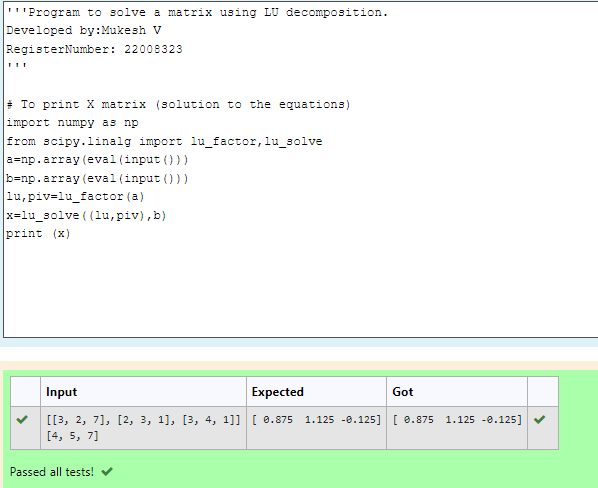 '''Program to solve a matrix using LU decomposition.
Developed by:Mukesh V
RegisterNumber: 22008323
'''
# To print X matrix (solution to the equations)
import numpy as np
from scipy.linalg import lu_factor,lu_solve
a=np.array(eval(input()))
b=np.array(eval(input()))
lu,piv=lu_factor(a)
x=lu_solve((lu,piv),b)
print (x)
Input Expected Got
[[3, 2, 7], [2, 3, 1], [3, 4, 1]] [ 0.875  1.125 -0.125] [ 0.875  1.125 -0.125]
[4, 5, 7]
Passed all tests!